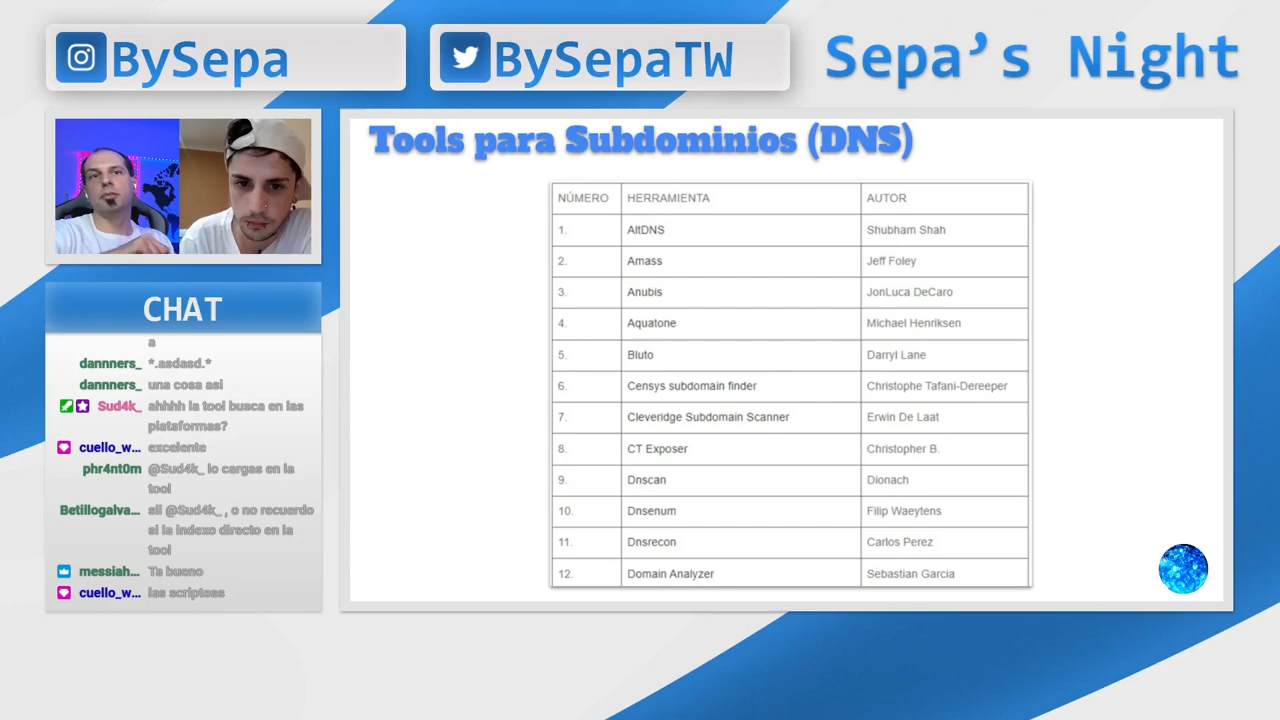 BySepa
BySepaTW
Sepa’s Night
Tools para Subdominios (DNS)
NÚMERO HERRAMIENTA AUTOR
1. AltDNS Shubham Shah
2. Amass Jeff Foley
3. Anubis JonLuca DeCaro
4. Aquatone Michael Henriksen
5. Bluto Darryl Lane
6. Censys subdomain finder Christophe Tafani-Dereeper
7. Cleveridge Subdomain Scanner Erwin De Laat
8. CT Exposer Christopher B.
9. Dnscan Dionach
10. Dnsenum Filip Waeytens
11. Dnsrecon Carlos Perez
12. Domain Analyzer Sebastian Garcia
CHAT
a
dannners_ *.asdasd.*
dannners_ una cosa asi
Sud4k_ ahhhh la tool busca en las
plataformas?
cuello_w... excelente
phr4nt0m @Sud4k_ lo cargas en la
tool
Betillogalva... sii @Sud4k_ , o no recuerdo
si la indexo directo en la
tool
messiah... Ta bueno
cuello_w... las scripteas